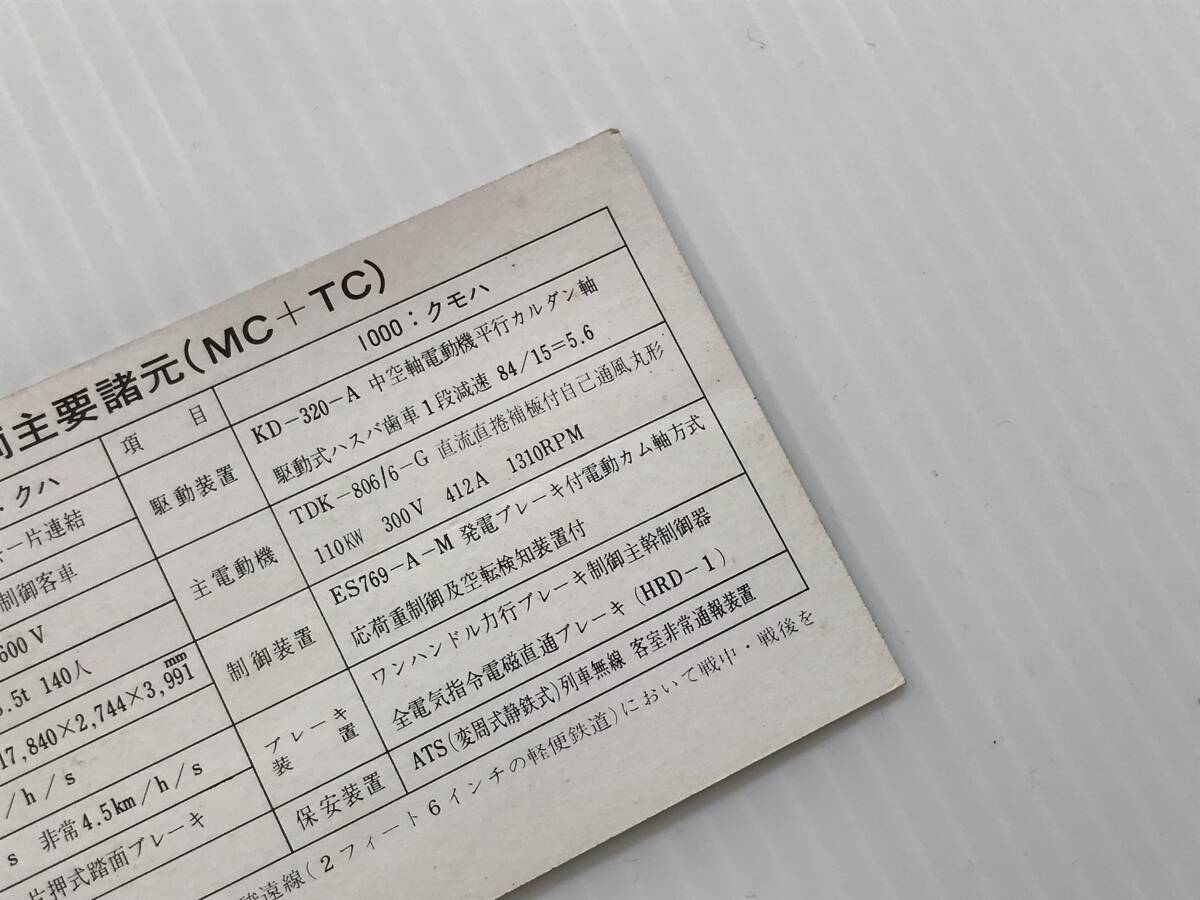 主要諸元(MC+TC)
クハ
項 目
1000:クモハ
片連結
駆動装置
KD-320-A 中空軸電動機平行カルダン軸
駆動式ハスバ歯車1段減速 84/15=5.6
制御客車
主電動機
TDK-806/6-G 直流直捲補極付自己通風丸形
110KW 300V 412A 1310RPM
600V
.5t 140人
制御装置
ES769-A-M 発電ブレーキ付電動カム軸方式
応荷重制御及空転検知装置付
17,840×2,744×3,991mm
/h/s
ブレーキ
装 置
ワンハンドル力行ブレーキ制御主幹制御器
全電気指令電磁直通ブレーキ(HRD-1)
s 非常4.5km/h/s
片押式踏面ブレーキ
保安装置
ATS(変周式静鉄式)列車無線 客室非常通報装置
遠線(2フィート6インチの軽便鉄道)において戦中・戦後を